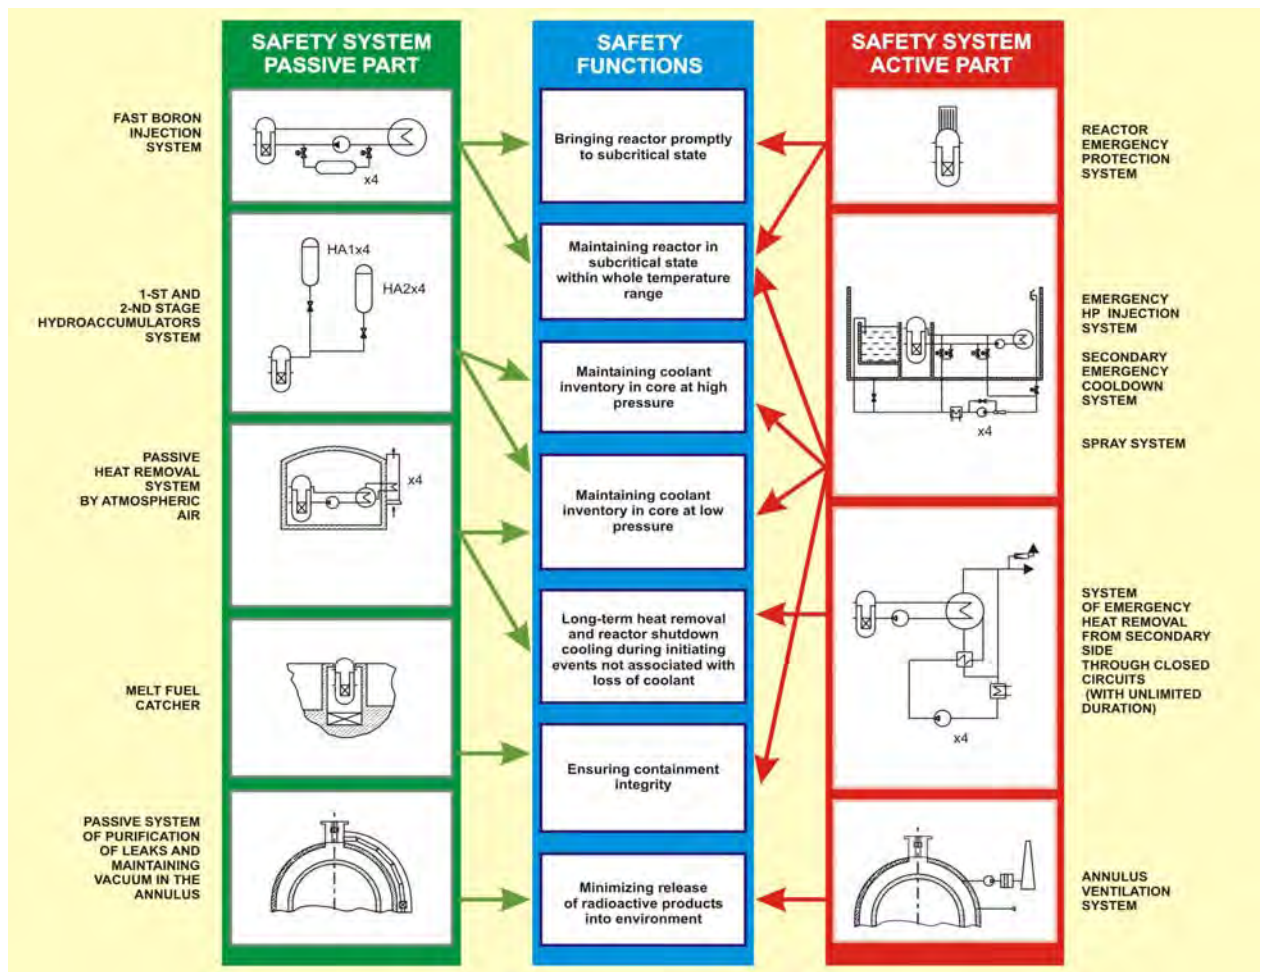 SAFETY SYSTEM
PASSIVE PART
SAFETY
FUNCTIONS
SAFETY SYSTEM
ACTIVE PART
FAST BORON
INJECTION
SYSTEM
x4
Bringing reactor promptly
to subcritical state
REACTOR
EMERGENCY
PROTECTION
SYSTEM
1-ST AND
2-ND STAGE
HYDROACCUMULATORS
SYSTEM
HA1x4
HA2x4
Maintaining reactor in
subcritical state
within whole temperature
range
Maintaining coolant
inventory in core at high
pressure
EMERGENCY
HP INJECTION
SYSTEM
SECONDARY
EMERGENCY
COOLDOWN
SYSTEM
SPRAY SYSTEM
x4
PASSIVE
HEAT REMOVAL
SYSTEM
BY ATMOSPHERIC
AIR
x4
Maintaining coolant
inventory in core at low
pressure
Long-term heat removal
and reactor shutdown
cooling during initiating
events not associated with
loss of coolant
SYSTEM
OF EMERGENCY
HEAT REMOVAL
FROM SECONDARY
SIDE
THROUGH CLOSED
CIRCUITS
(WITH UNLIMITED
DURATION)
x4
MELT FUEL
CATCHER
Ensuring containment
integrity
PASSIVE SYSTEM
OF PURIFICATION
OF LEAKS AND
MAINTAINING
VACUUM IN THE
ANNULUS
Minimizing release
of radioactive products
into environment
ANNULUS
VENTILATION
SYSTEM